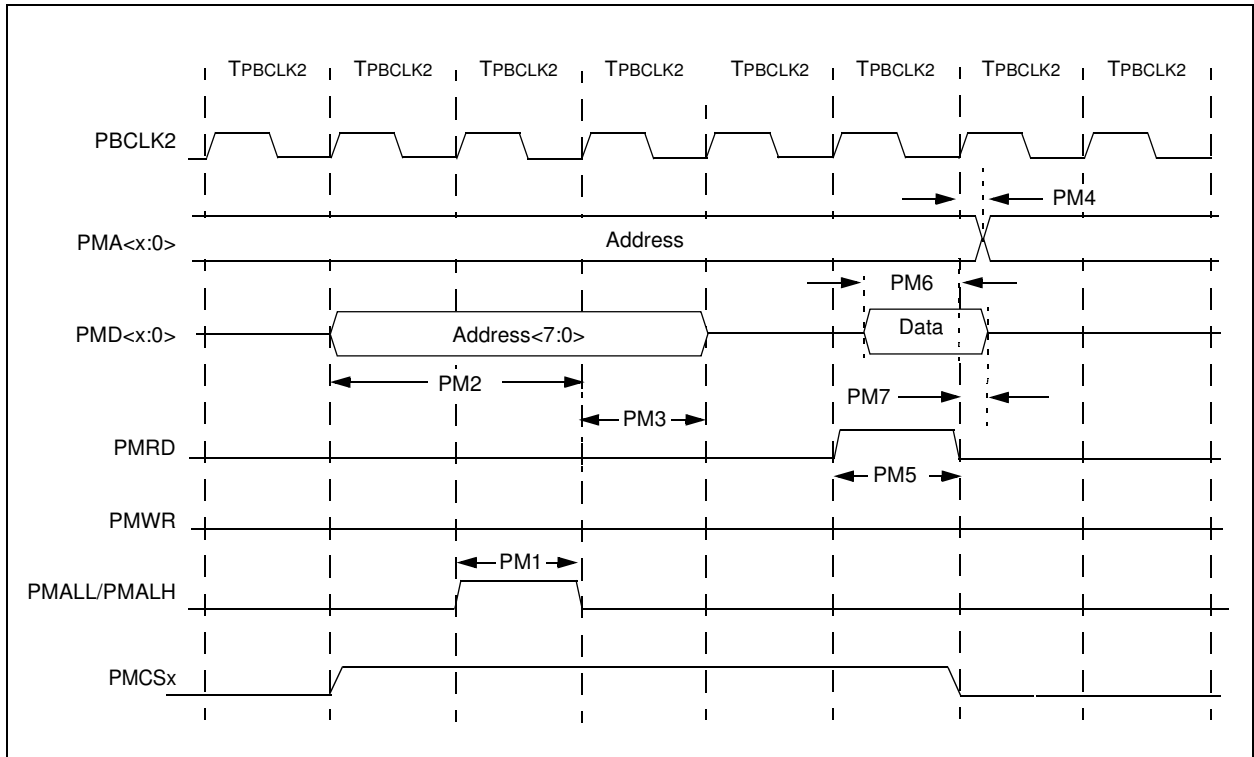 TPBCLK2 TPBCLK2 TPBCLK2 TPBCLK2 TPBCLK2 TPBCLK2 TPBCLK2 TPBCLK2
PBCLK2
PM4
PMA<x:0>
Address
PM6
PMD<x:0>
Address<7:0>
Data
PM2
PM7
PM3
PMRD
PM5
PMWR
PM1
PMALL/PMALH
PMCSx